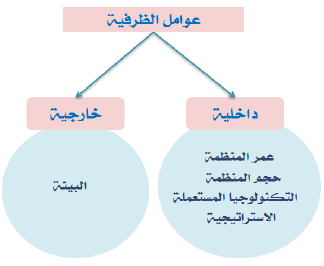 عوامل الظرفية
داخلية
عمر المنظمة
حجم المنظمة
التكنولوجيا المستعملة
الاستراتيجية
خارجية
البيئة